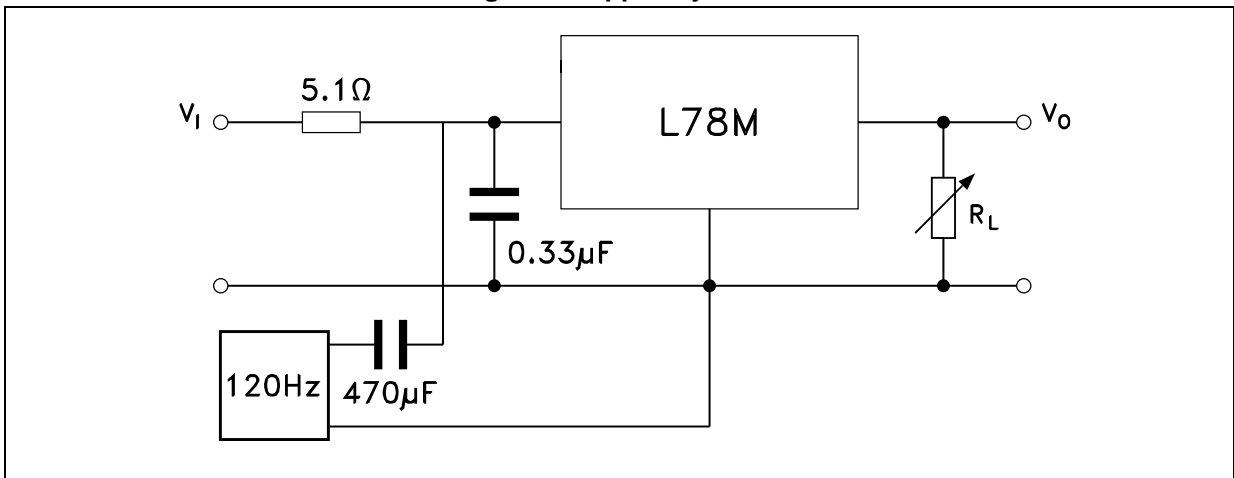 5.1Ω
V_I
L78M
V_O
R_L
0.33µF
120Hz
470µF